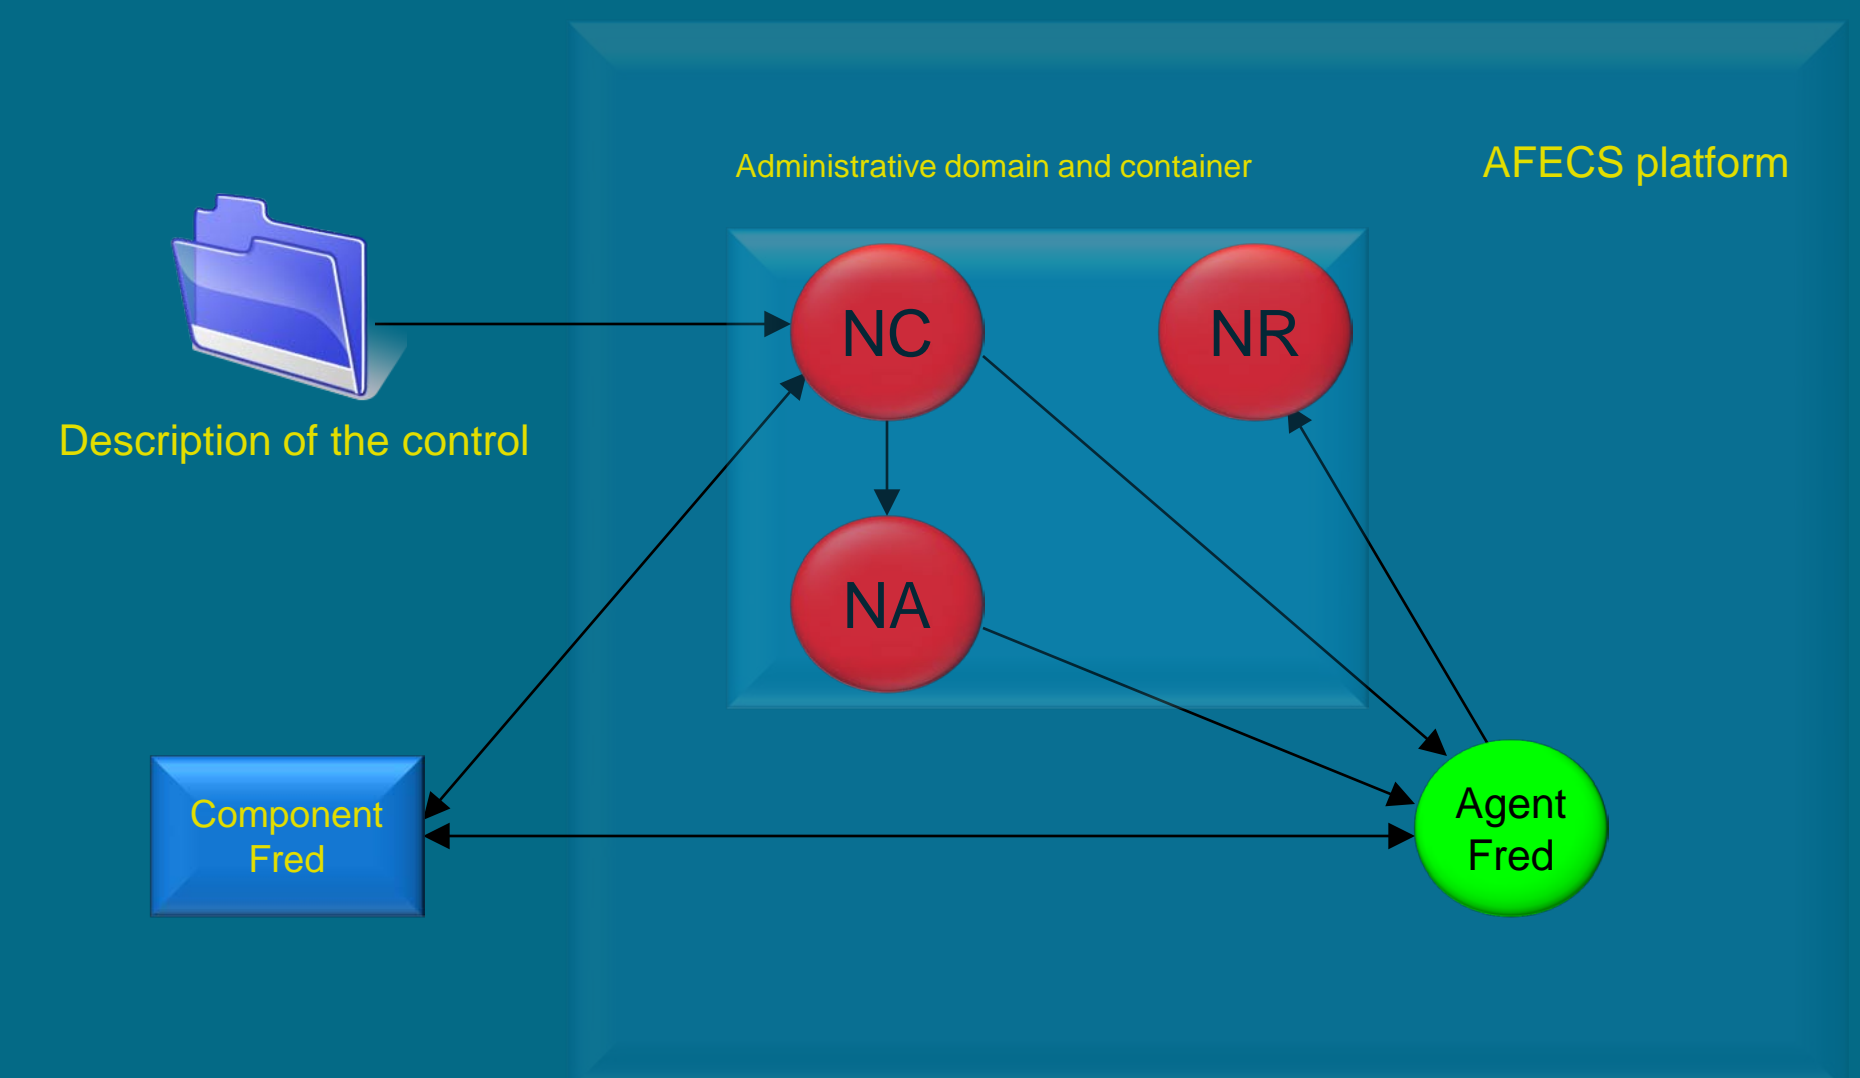 AFECS platform
Administrative domain and container
NC
NR
Description of the control
NA
Component
Fred
Agent
Fred